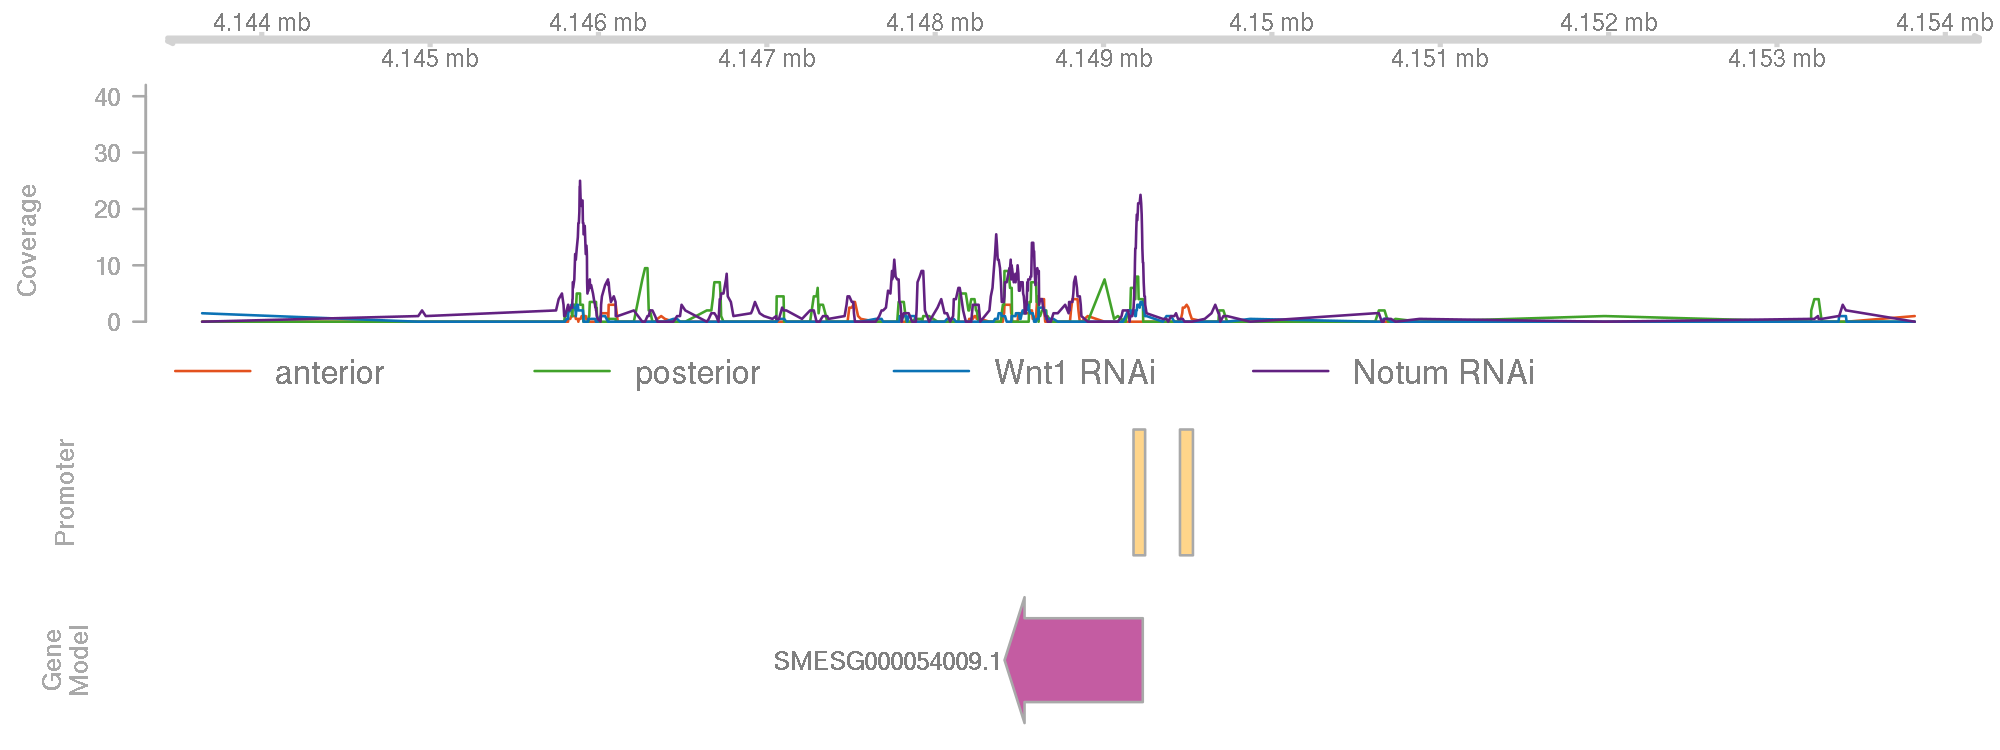 4.144 mb 4.146 mb 4.148 mb 4.15 mb 4.152 mb 4.154 mb
4.145 mb 4.147 mb 4.149 mb 4.151 mb 4.153 mb
40
30
20
10
0
Coverage
anterior posterior Wnt1 RNAi Notum RNAi
Promoter
SMESG000054009.1
Gene
Model